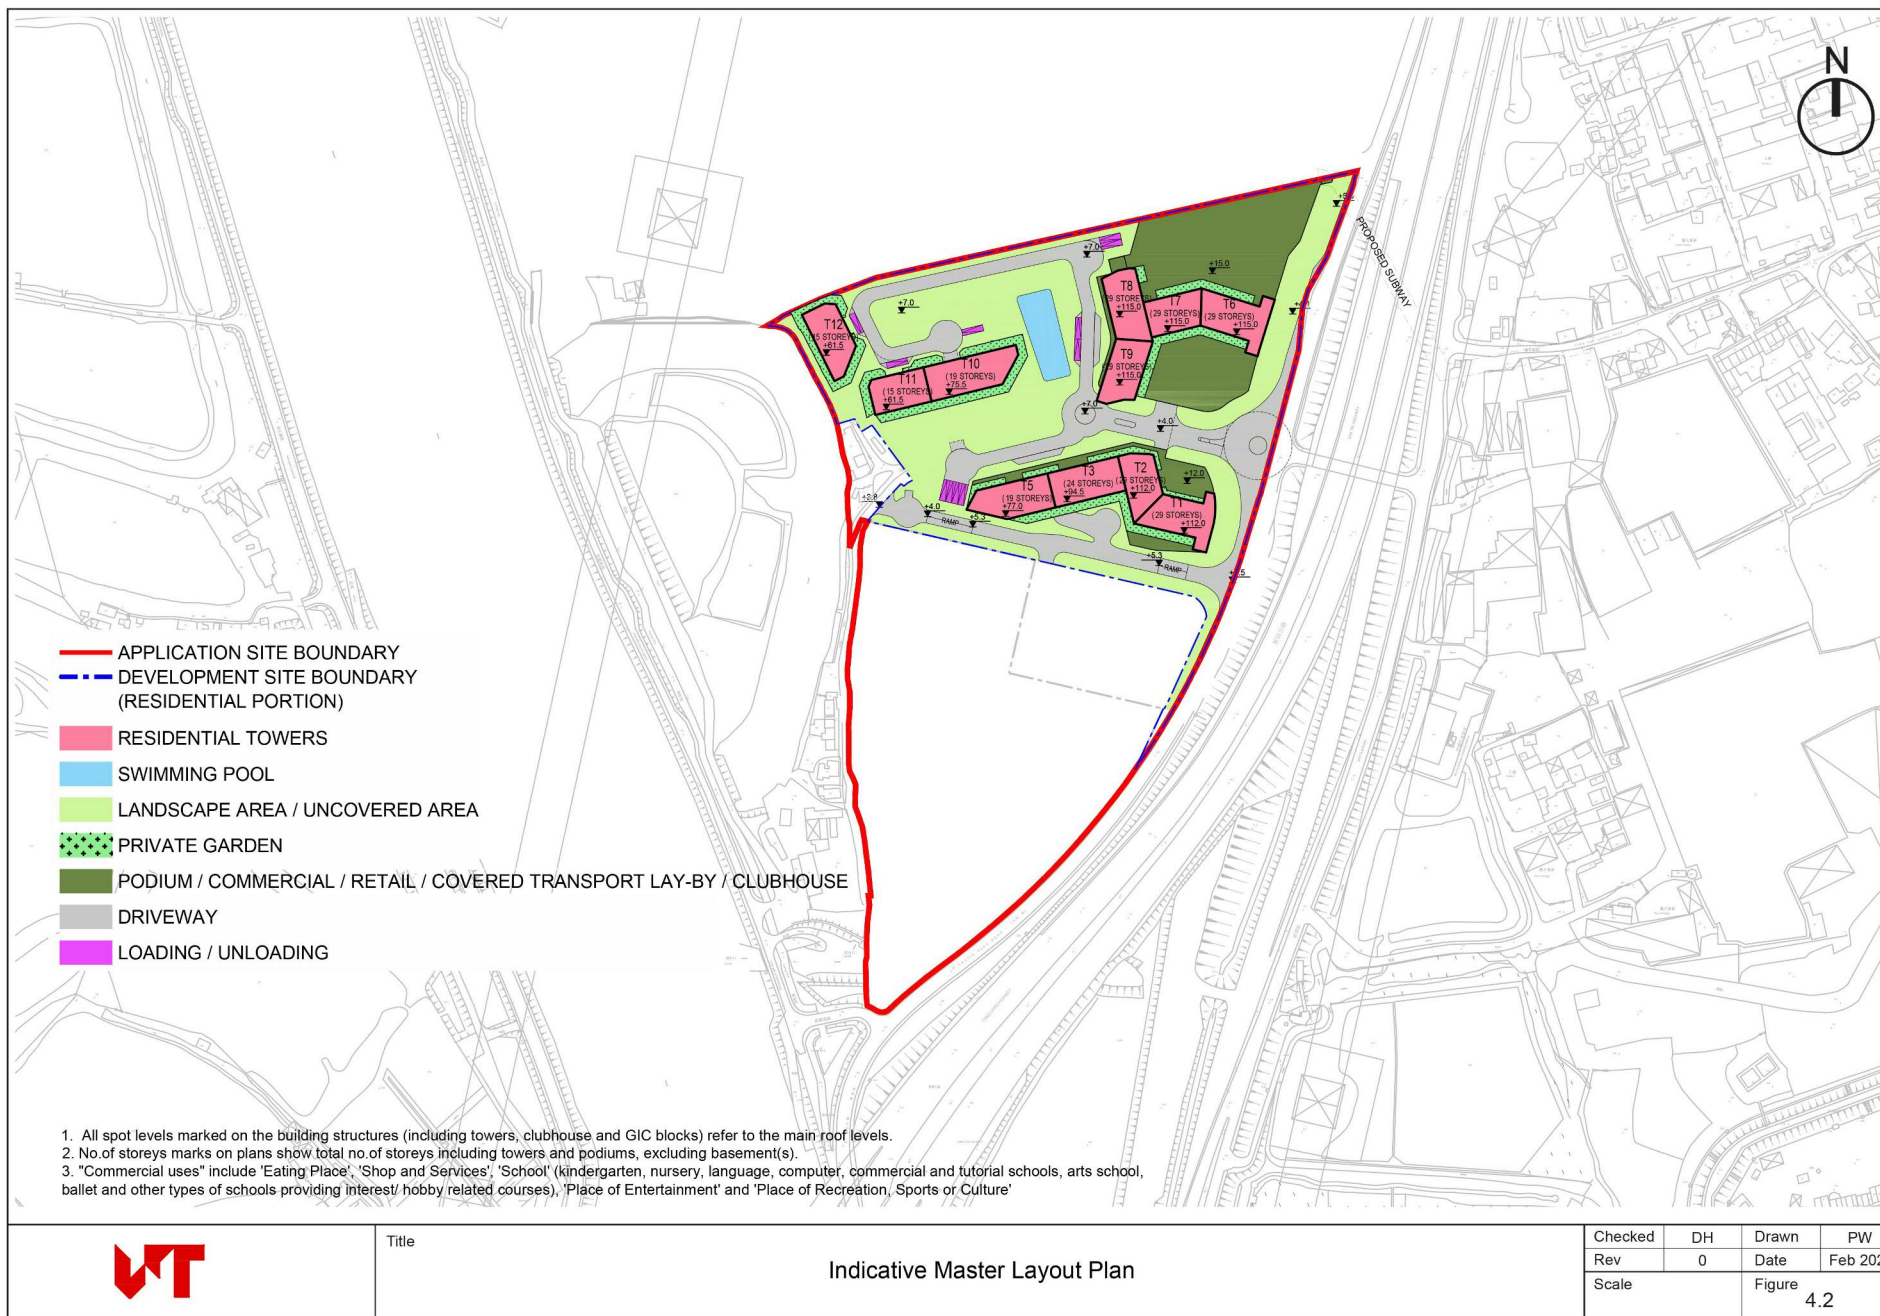 N
PROPOSED SUBWAY
+7.0
+15.0
+7.0
T8
+115.0
T7
(29 STOREYS)
+115.0
T6
(29 STOREYS)
+115.0
T12
+61.5
T9
+115.0
T10
(19 STOREYS)
+75.5
T11
(15 STOREYS)
+61.5
+7.0
+4.0
T2
+112.0
T3
(24 STOREYS)
+94.5
+12.0
T5
(19 STOREYS)
+77.0
T1
(29 STOREYS)
+112.0
+4.0
+5.3
RAMP
+5.3
RAMP
APPLICATION SITE BOUNDARY
DEVELOPMENT SITE BOUNDARY
(RESIDENTIAL PORTION)
RESIDENTIAL TOWERS
SWIMMING POOL
LANDSCAPE AREA / UNCOVERED AREA
PRIVATE GARDEN
PODIUM / COMMERCIAL / RETAIL / COVERED TRANSPORT LAY-BY / CLUBHOUSE
DRIVEWAY
LOADING / UNLOADING
1. All spot levels marked on the building structures (including towers, clubhouse and GIC blocks) refer to the main roof levels.
2. No.of storeys marks on plans show total no.of storeys including towers and podiums, excluding basement(s).
3. "Commercial uses" include 'Eating Place', 'Shop and Services', 'School' (kindergarten, nursery, language, computer, commercial and tutorial schools, arts school,
ballet and other types of schools providing interest/ hobby related courses), 'Place of Entertainment' and 'Place of Recreation, Sports or Culture'
Title
Indicative Master Layout Plan
Checked DH Drawn PW
Rev 0 Date Feb 202
Scale Figure
4.2